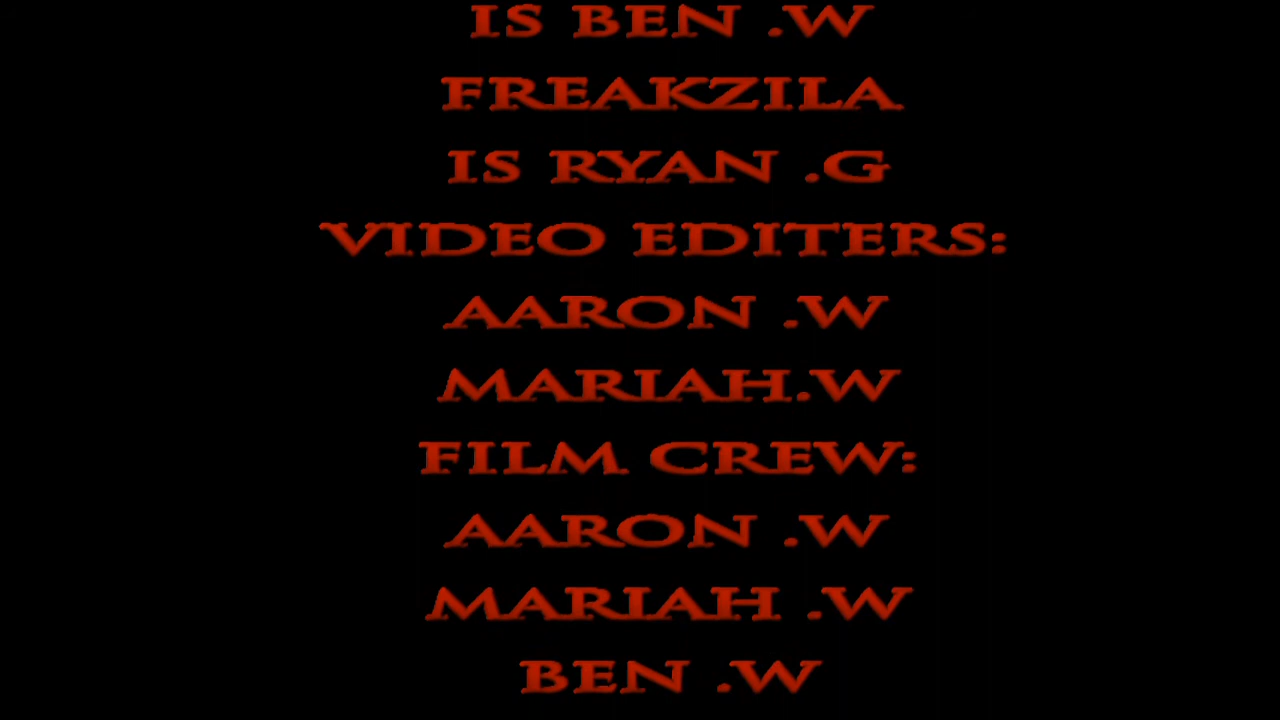 IS BEN .W
FREAKZILA
IS RYAN .G
VIDEO EDITERS:
AARON .W
MARIAH.W
FILM CREW:
AARON .W
MARIAH .W
BEN .W